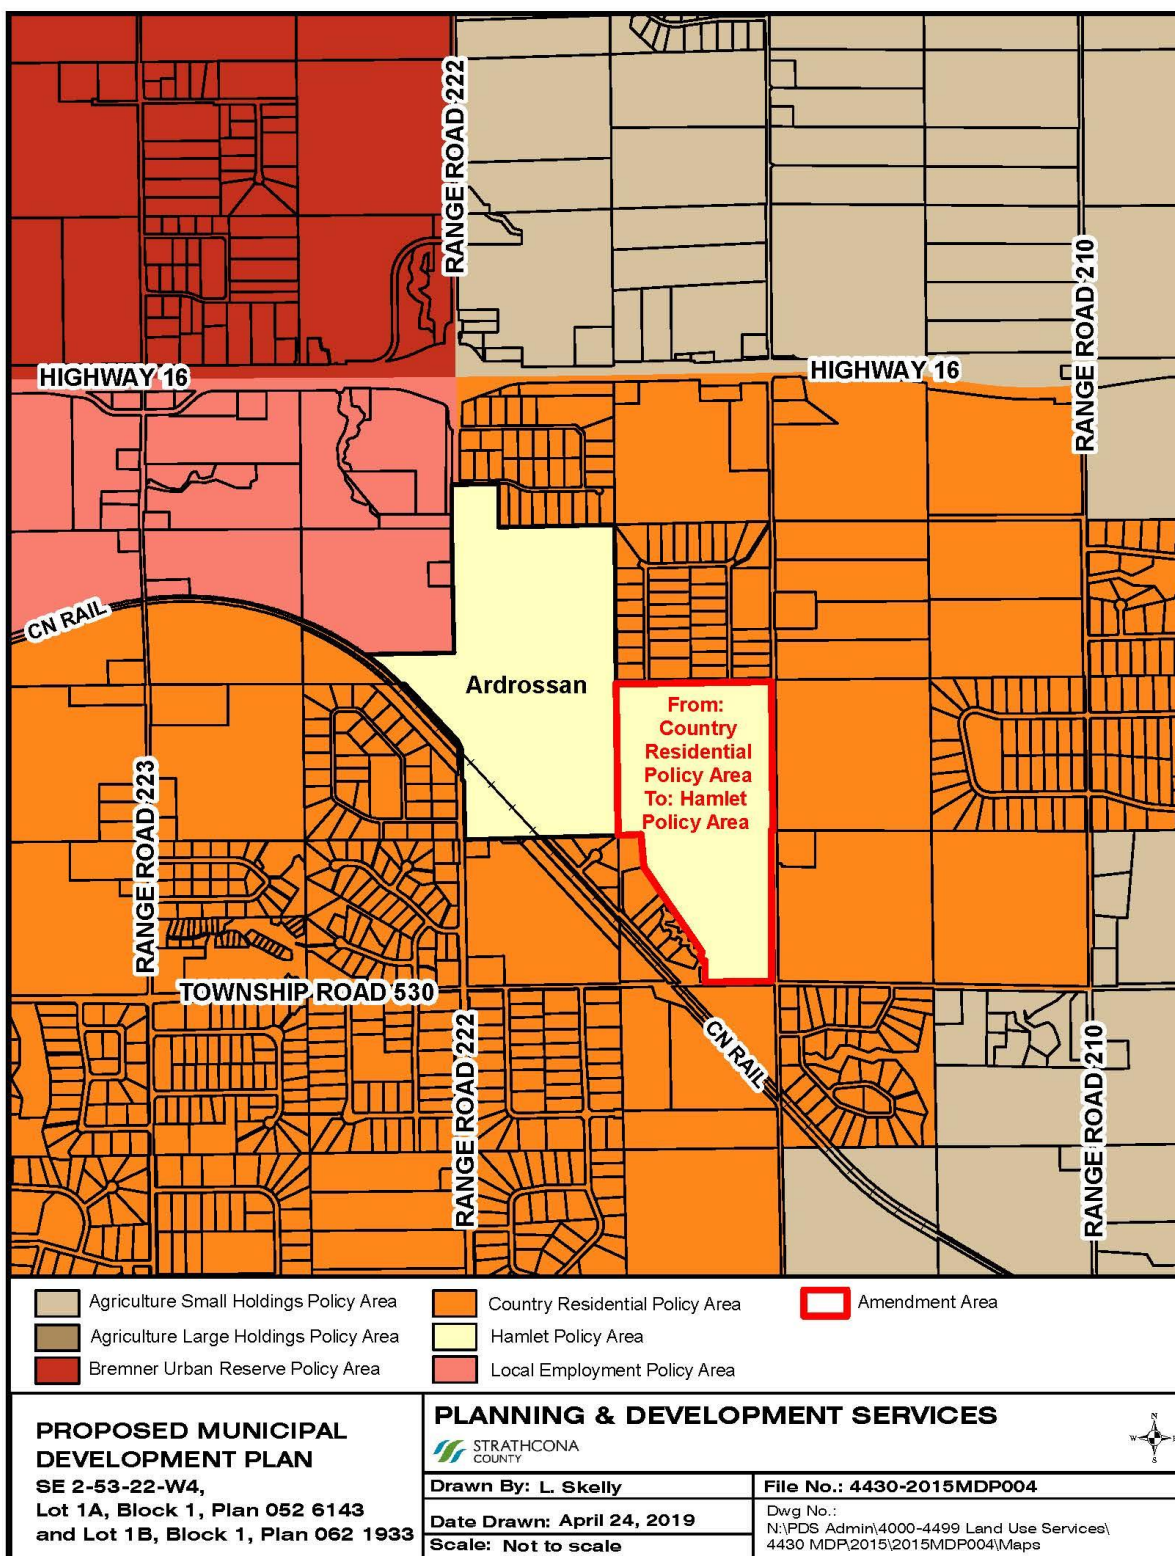 RANGE ROAD 222
RANGE ROAD 210
HIGHWAY 16
HIGHWAY 16
CN RAIL
Ardrossan
From:
Country
Residential
Policy Area
To: Hamlet
Policy Area
RANGE ROAD 223
TOWNSHIP ROAD 530
RANGE ROAD 222
CN RAIL
RANGE ROAD 210
Agriculture Small Holdings Policy Area
Country Residential Policy Area
Amendment Area
Agriculture Large Holdings Policy Area
Hamlet Policy Area
Bremner Urban Reserve Policy Area
Local Employment Policy Area
PROPOSED MUNICIPAL
DEVELOPMENT PLAN
SE 2-53-22-W4,
Lot 1A, Block 1, Plan 052 6143
and Lot 1B, Block 1, Plan 062 1933
PLANNING & DEVELOPMENT SERVICES
STRATHCONA
COUNTY
N
W
E
S
Drawn By: L. Skelly
File No.: 4430-2015MDP004
Date Drawn: April 24, 2019
Scale: Not to scale
Dwg No.:
N:\PDS Admin\4000-4499 Land Use Services\
4430 MDP\2015\2015MDP004\Maps